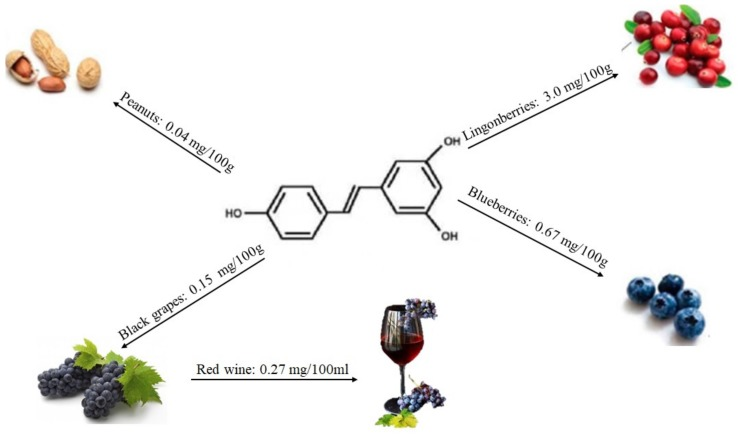 Peanuts: 0.04 mg/100g
Lingonberries: 3.0 mg/100g
OH
Blueberries: 0.67 mg/100g
HO
OH
Black grapes: 0.15 mg/100g
Red wine: 0.27 mg/100ml